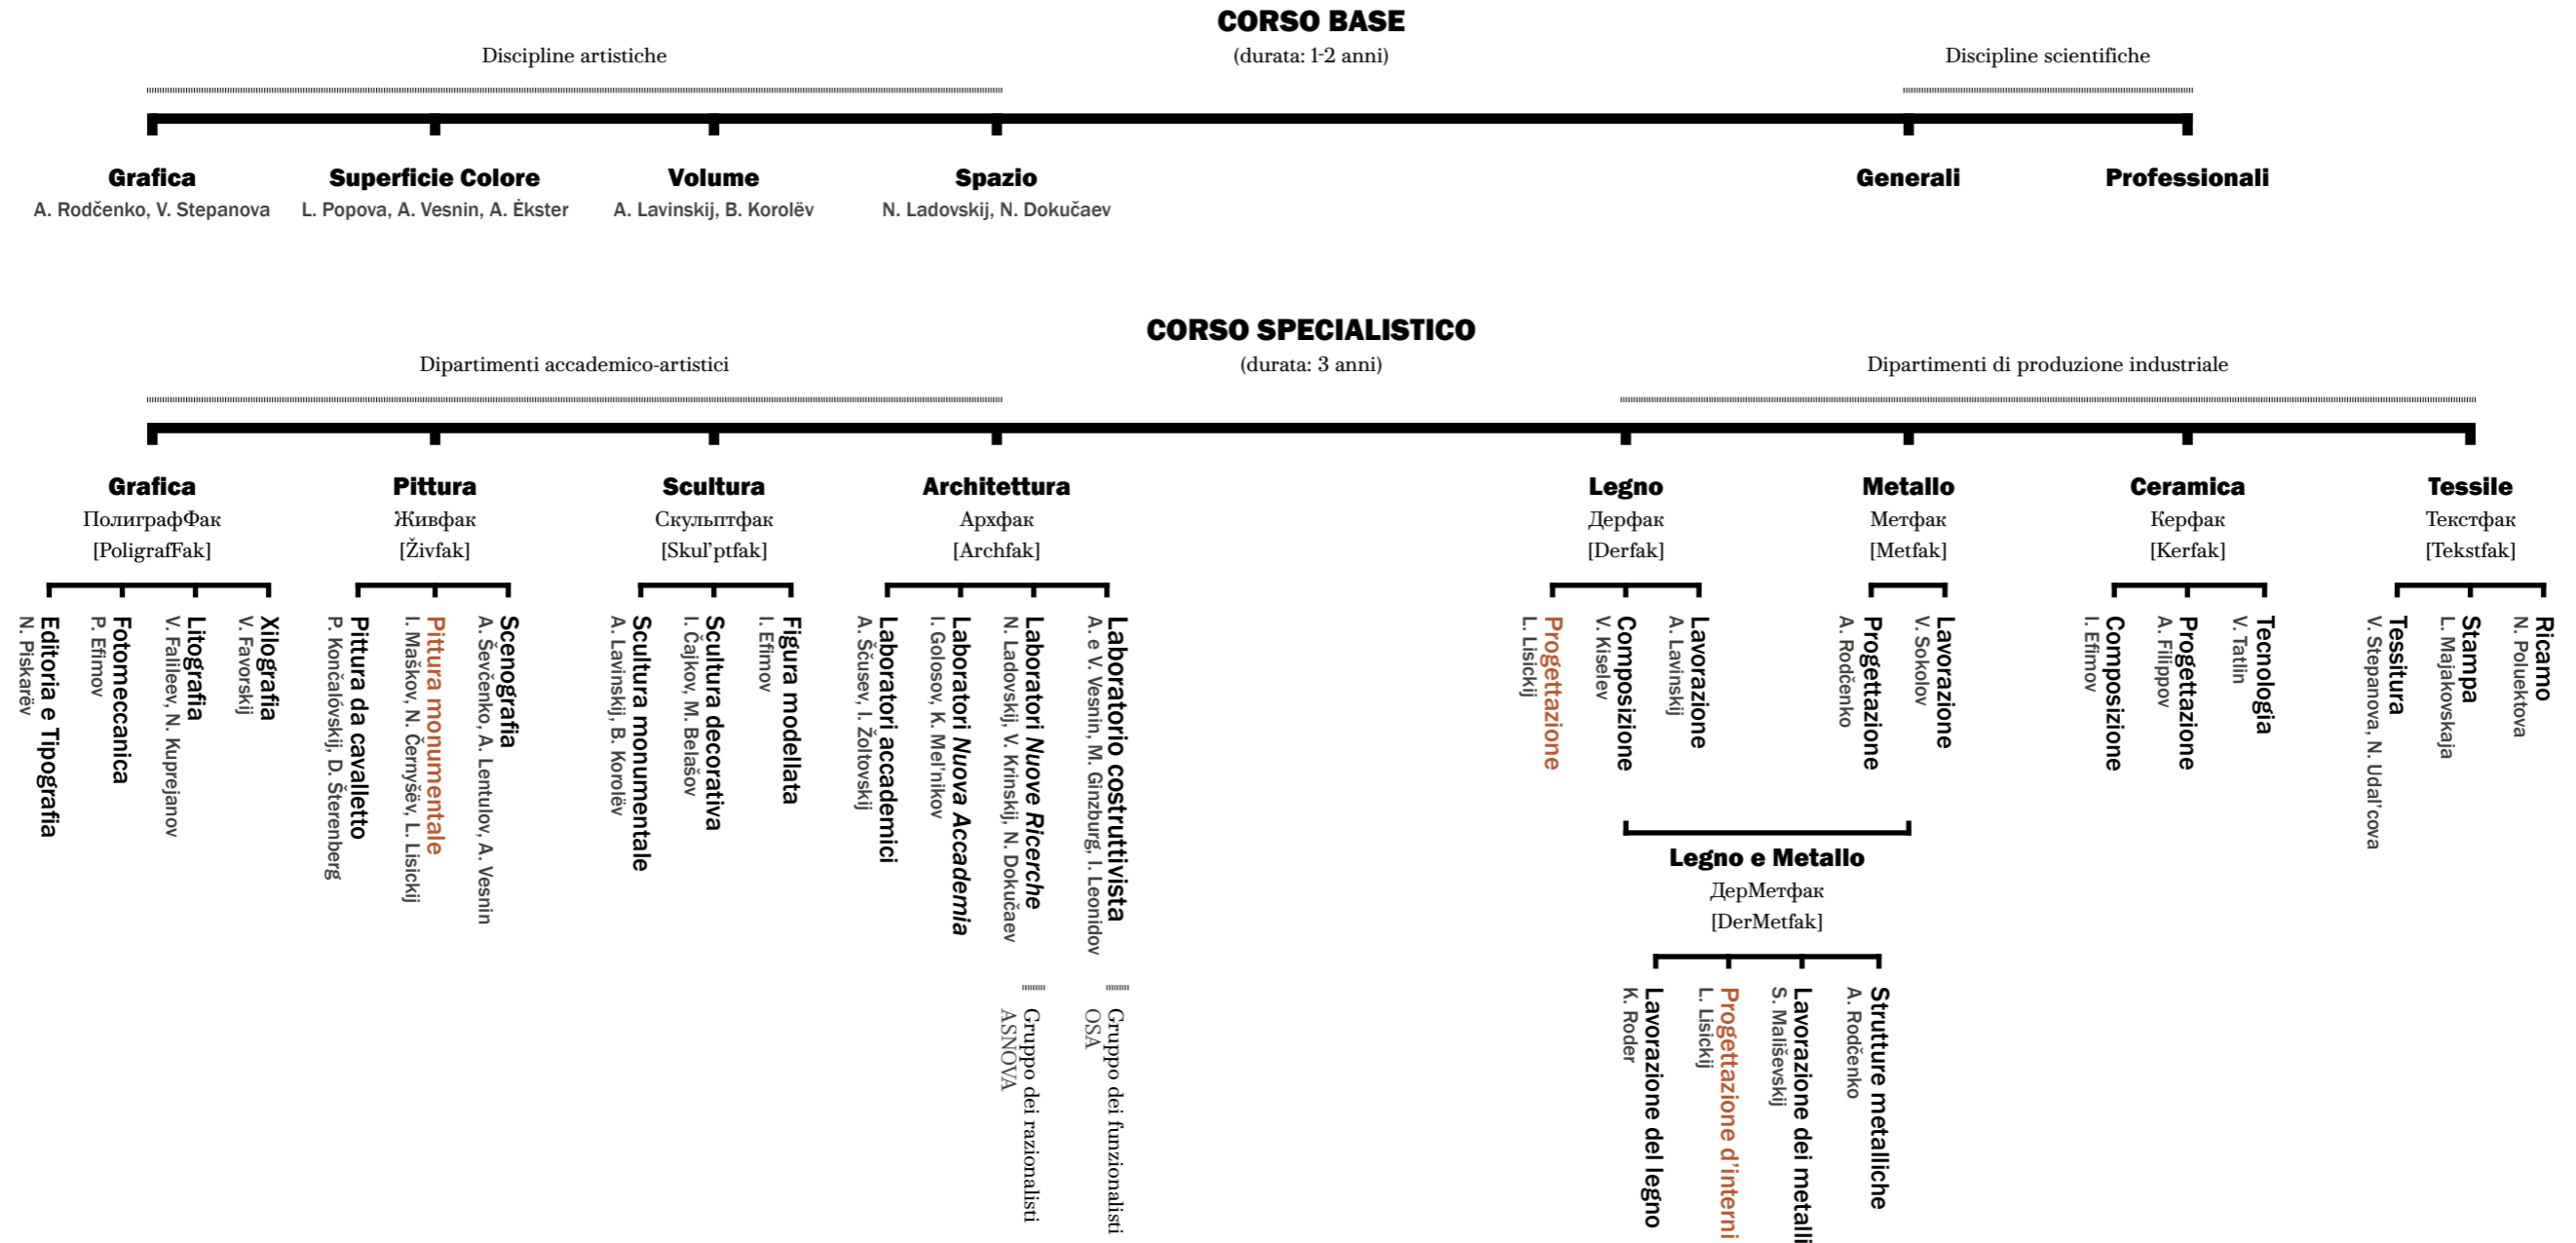 CORSO BASE
(durata: 1-2 anni)
Discipline artistiche
Discipline scientifiche
Grafica
A. Rodčenko, V. Stepanova
Superficie Colore
L. Popova, A. Vesnin, A. Ėkster
Volume
A. Lavinskij, B. Korolëv
Spazio
N. Ladovskij, N. Dokučaev
Generali
Professionali
CORSO SPECIALISTICO
(durata: 3 anni)
Dipartimenti accademico-artistici
Dipartimenti di produzione industriale
Grafica
ПолиграфФак
[PoligrafFak]
Editoria e Tipografia
N. Piskarëv
Fotomeccanica
P. Efimov
Litografia
V. Falileev, N. Kuprejanov
Xilografia
V. Favorskij
Pittura
Живфак
[Živfak]
Pittura da cavalletto
P. Končalóvskij, D. Šterenberg
Pittura monumentale
I. Maškov, N. Černyšëv, L. Lisickij
Scenografia
A. Ševčenko, A. Lentulov, A. Vesnin
Scultura
Скульптфак
[Skul’ptfak]
Scultura monumentale
A. Lavinskij, B. Korolëv
Scultura decorativa
I. Čajkov, M. Belašov
Figura modellata
I. Efimov
Architettura
Архфак
[Archfak]
Laboratori accademici
A. Ščusev, I. Žoltovskij
Laboratori Nuova Accademia
I. Golosov, K. Mel’nikov
Laboratori Nuove Ricerche
N. Ladovskij, V. Krinskij, N. Dokučaev
Gruppo dei razionalisti
ASNOVA
Laboratorio costruttivista
A. e V. Vesnin, M. Ginzburg, I. Leonidov
Gruppo dei funzionalisti
OSA
Legno
Дерфак
[Derfak]
Progettazione
L. Lisickij
Composizione
V. Kiselev
Lavorazione
A. Lavinskij
Metallo
Метфак
[Metfak]
Progettazione
A. Rodčenko
Lavorazione
V. Sokolov
Legno e Metallo
ДерМетфак
[DerMetfak]
Lavorazione del legno
K. Roder
Progettazione d’interni
L. Lisickij
Lavorazione dei metalli
S. Mališevskij
Strutture metalliche
A. Rodčenko
Ceramica
Керфак
[Kerfak]
Composizione
I. Efimov
Progettazione
A. Filippov
Tecnologia
V. Tatlin
Tessile
Текстфак
[Tekstfak]
Tessitura
V. Stepanova, N. Udal’cova
Stampa
L. Majakovskaja
Ricamo
N. Poluektova